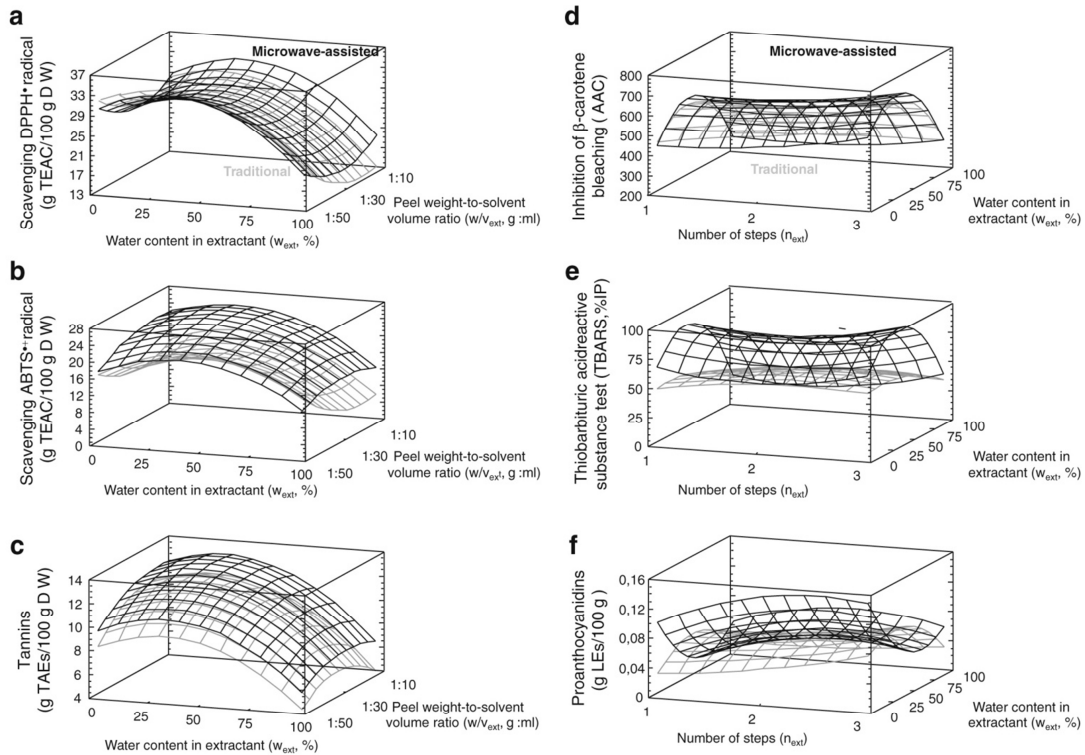 a
Scavenging DPPH• radical
(g TEAC/100 g D W)
37
33
29
25
21
17
13
Microwave-assisted
Traditional
0
25
50
75
100
Water content in extractant (wext, %)
1:10
1:30
1:50
Peel weight-to-solvent
volume ratio (w/vext, g :ml)
b
Scavenging ABTS•+ radical
(g TEAC/100 g D W)
28
24
20
16
12
8
4
0
0
25
50
75
100
Water content in extractant (wext, %)
1:10
1:30 Peel weight-to-solvent
1:50 volume ratio (w/vext, g :ml)
c
Tannins
(g TAEs/100 g D W)
14
12
10
8
6
4
0
25
50
75
100
Water content in extractant (wext, %)
1:10
1:30 Peel weight-to-solvent
1:50 volume ratio (w/vext, g :ml)
d
Inhibition of β-carotene
bleaching ( AAC)
800
700
600
500
400
300
200
Microwave-assisted
Traditional
1
2
3
Number of steps (next)
0
25
50
75
100
Water content in
extractant (wext, %)
e
Thiobarbituric acidreactive
substance test (TBARS,%IP)
100
75
50
25
0
1
2
3
Number of steps (next)
0
25
50
75
100
Water content in
extractant (wext, %)
f
Proanthocyanidins
(g LEs/100 g )
0,16
0,12
0,08
0,04
0
1
2
3
Number of steps (next)
0
25
50
75
100
Water content in
extractant (wext, %)